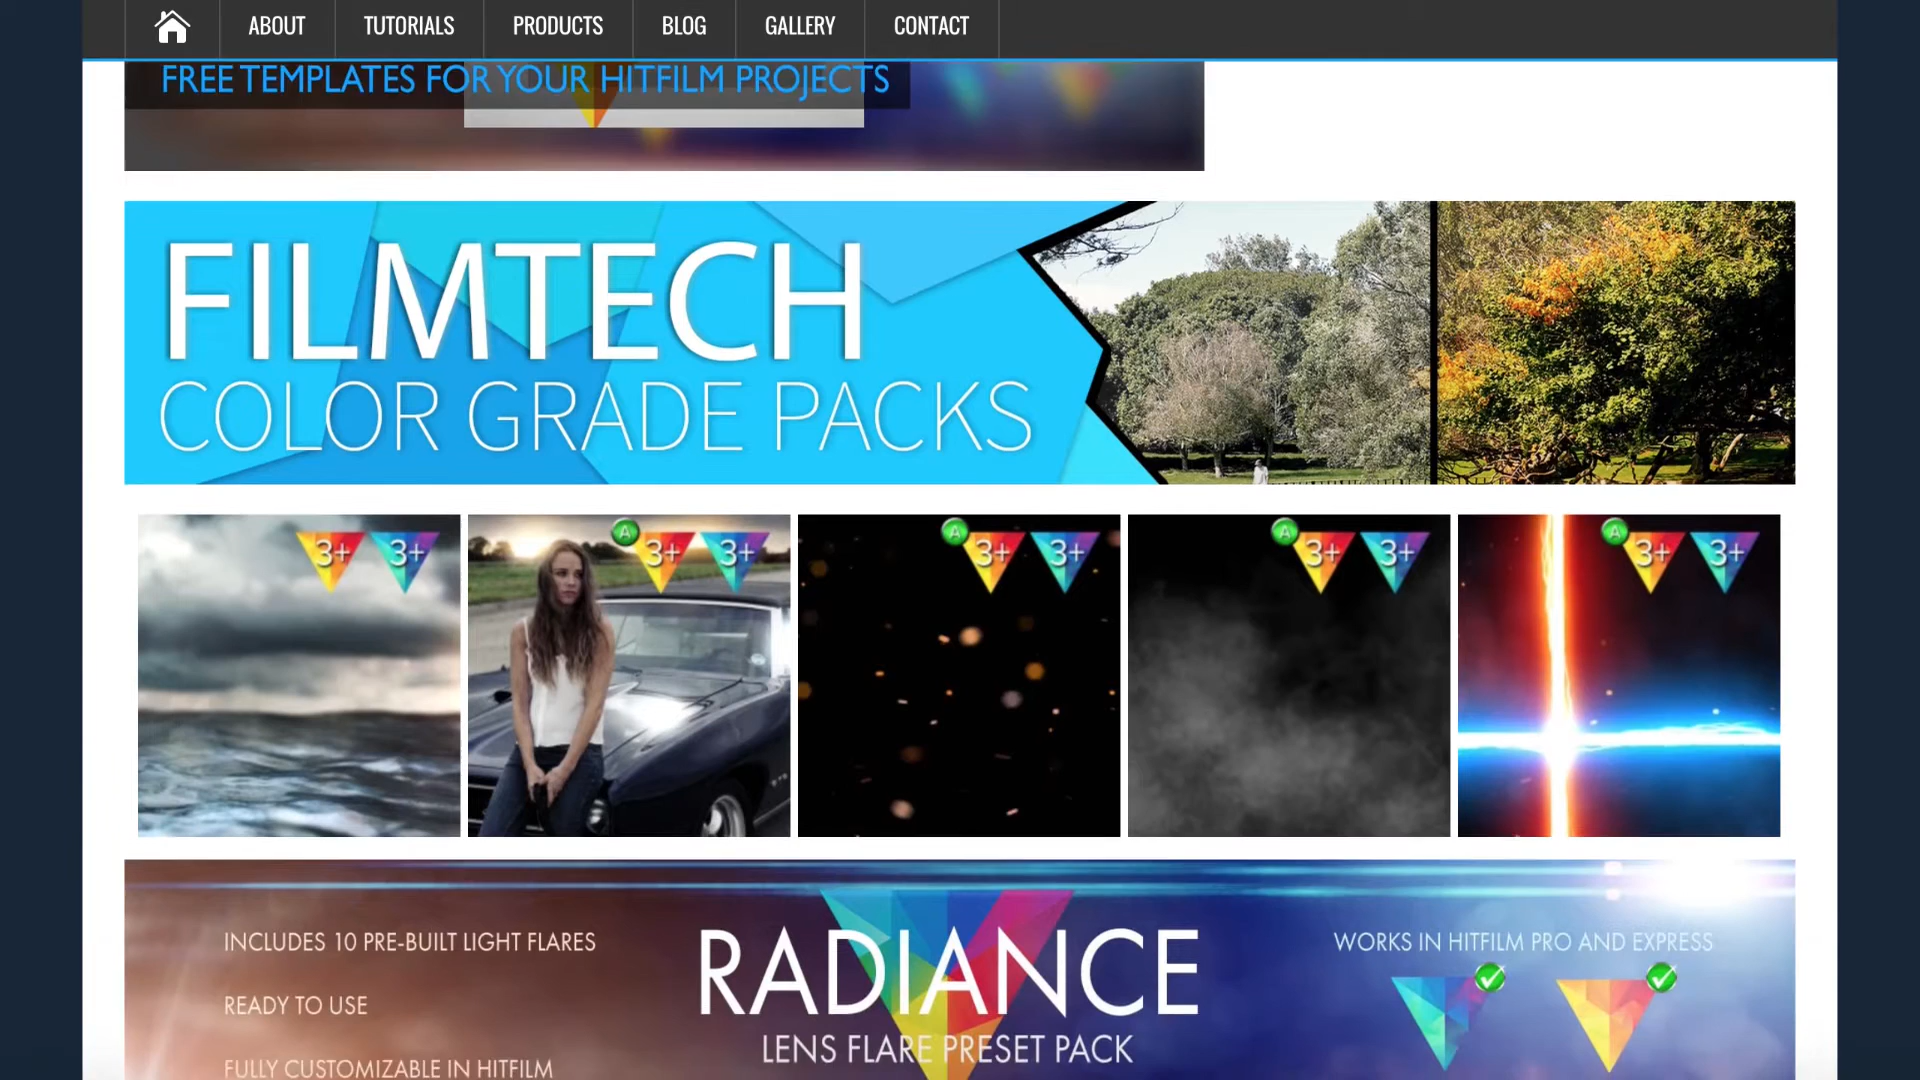 ABOUT
TUTORIALS
PRODUCTS
BLOG
GALLERY
CONTACT
FREE TEMPLATES FOR YOUR HITFILM PROJECTS
FILMTECH
COLOR GRADE PACKS
3+ 3+
A 3+ 3+
A 3+ 3+
A 3+ 3+
A 3+ 3+
INCLUDES 10 PRE-BUILT LIGHT FLARES
READY TO USE
FULLY CUSTOMIZABLE IN HITFILM
RADIANCE
LENS FLARE PRESET PACK
WORKS IN HITFILM PRO AND EXPRESS